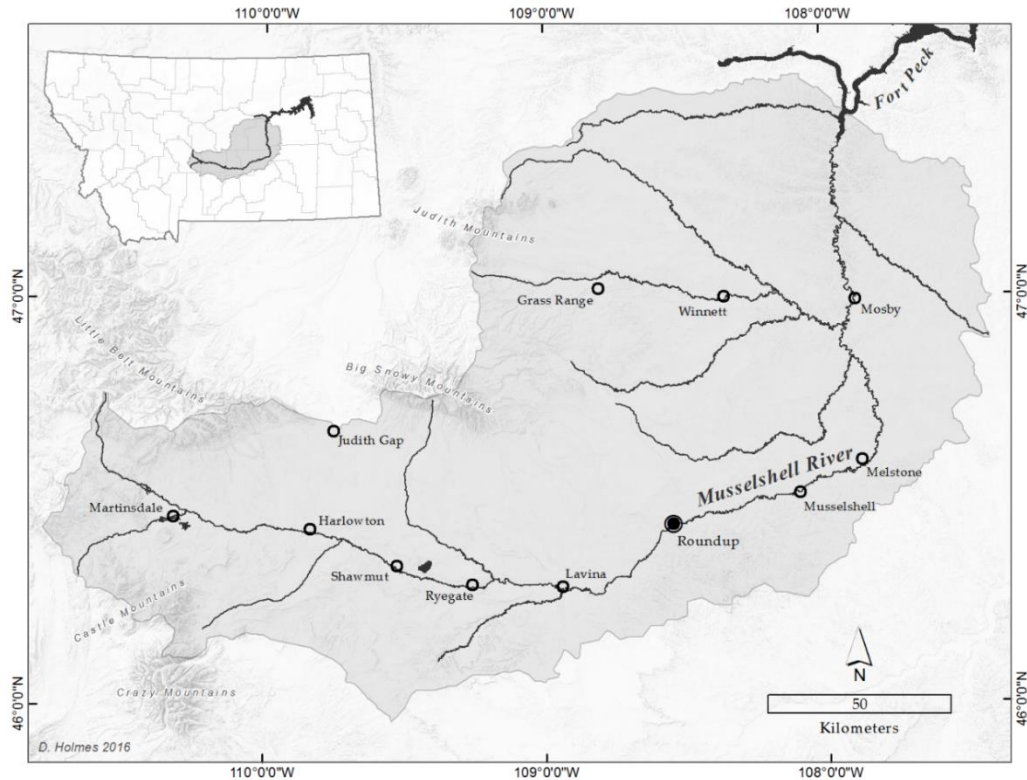 110°0'0"W
109°0'0"W
108°0'0"W
Fort Peck
Judith Mountains
47°0'0"N
47°0'0"N
Grass Range
Winnett
Mosby
Little Belt Mountains
Big Snowy Mountains
Judith Gap
Musselshell River
Melstone
Martinsdale
Musselshell
Harlowton
Roundup
Shawmut
Lavina
Ryegate
Castle Mountains
N
Crazy Mountains
46°0'0"N
46°0'0"N
50
Kilometers
D. Holmes 2016
110°0'0"W
109°0'0"W
108°0'0"W